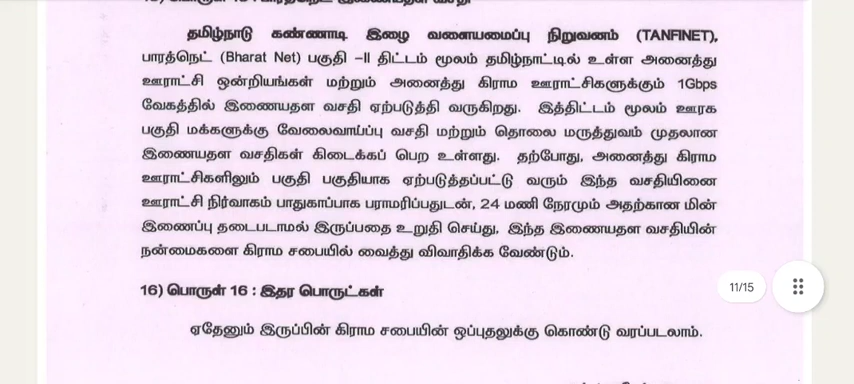 தமிழ்நாடு கண்ணாடி இழை வளையமைப்பு நிறுவனம் (TANFINET),
பாரத்நெட் (Bharat Net) பகுதி –II திட்டம் மூலம் தமிழ்நாட்டில் உள்ள அனைத்து
ஊராட்சி ஒன்றியங்கள் மற்றும் அனைத்து கிராம ஊராட்சிகளுக்கும் 1Gbps
வேகத்தில் இணையதள வசதி ஏற்படுத்தி வருகிறது. இத்திட்டம் மூலம் ஊரக
பகுதி மக்களுக்கு வேலைவாய்ப்பு வசதி மற்றும் தொலை மருத்துவம் முதலான
இணையதள வசதிகள் கிடைக்கப் பெற உள்ளது. தற்போது, அனைத்து கிராம
ஊராட்சிகளிலும் பகுதி பகுதியாக ஏற்படுத்தப்பட்டு வரும் இந்த வசதியினை
ஊராட்சி நிர்வாகம் பாதுகாப்பாக பராமரிப்பதுடன், 24 மணி நேரமும் அதற்கான மின்
இணைப்பு தடைபடாமல் இருப்பதை உறுதி செய்து, இந்த இணையதள வசதியின்
நன்மைகளை கிராம சபையில் வைத்து விவாதிக்க வேண்டும்.
16) பொருள் 16 : இதர பொருட்கள்
11/15
ஏதேனும் இருப்பின் கிராம சபையின் ஒப்புதலுக்கு கொண்டு வரப்படலாம்.